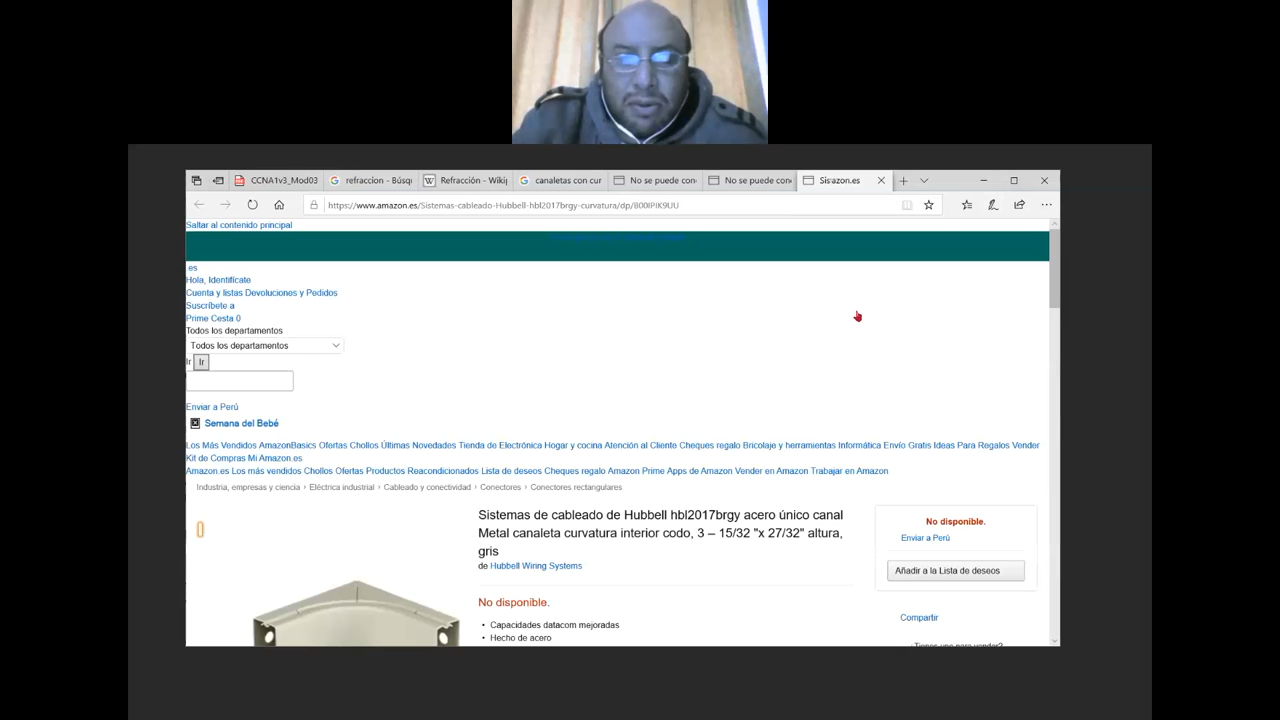 CCNA1v3_Mod03
refraccion - Búsq
Refracción - Wiki
canaletas con cur
No se puede con
No se puede con
https://www.amazon.es/Sistemas-cableado-Hubbell-hbl2017brgy-curvatura/dp/B00IPIK9UU
Saltar al contenido principal
es
Hola, Identifícate
Cuenta y listas Devoluciones y Pedidos
Suscríbete a
Prime Cesta 0
Todos los departamentos
Todos los departamentos
Ir Ir
Enviar a Perú
Semana del Bebé
Los Más Vendidos AmazonBasics Ofertas Chollos Últimas Novedades Tienda de Electrónica Hogar y cocina Atención al Cliente Cheques regalo Bricolaje y herramientas Informática Envío Gratis Ideas Para Regalos Vender
Kit de Compras Mi Amazon.es
Amazon.es Los más vendidos Chollos Ofertas Productos Reacondicionados Lista de deseos Cheques regalo Amazon Prime Apps de Amazon Vender en Amazon Trabajar en Amazon
Industria, empresas y ciencia › Eléctrica industrial › Cableado y conectividad › Conectores › Conectores rectangulares
Sistemas de cableado de Hubbell hbl2017brgy acero único canal
Metal canaleta curvatura interior codo, 3 – 15/32 "x 27/32" altura,
gris
de Hubbell Wiring Systems
No disponible.
• Capacidades datacom mejoradas
• Hecho de acero
No disponible.
Enviar a Perú
Añadir a la Lista de deseos
Compartir
¿Tienes uno para vender?